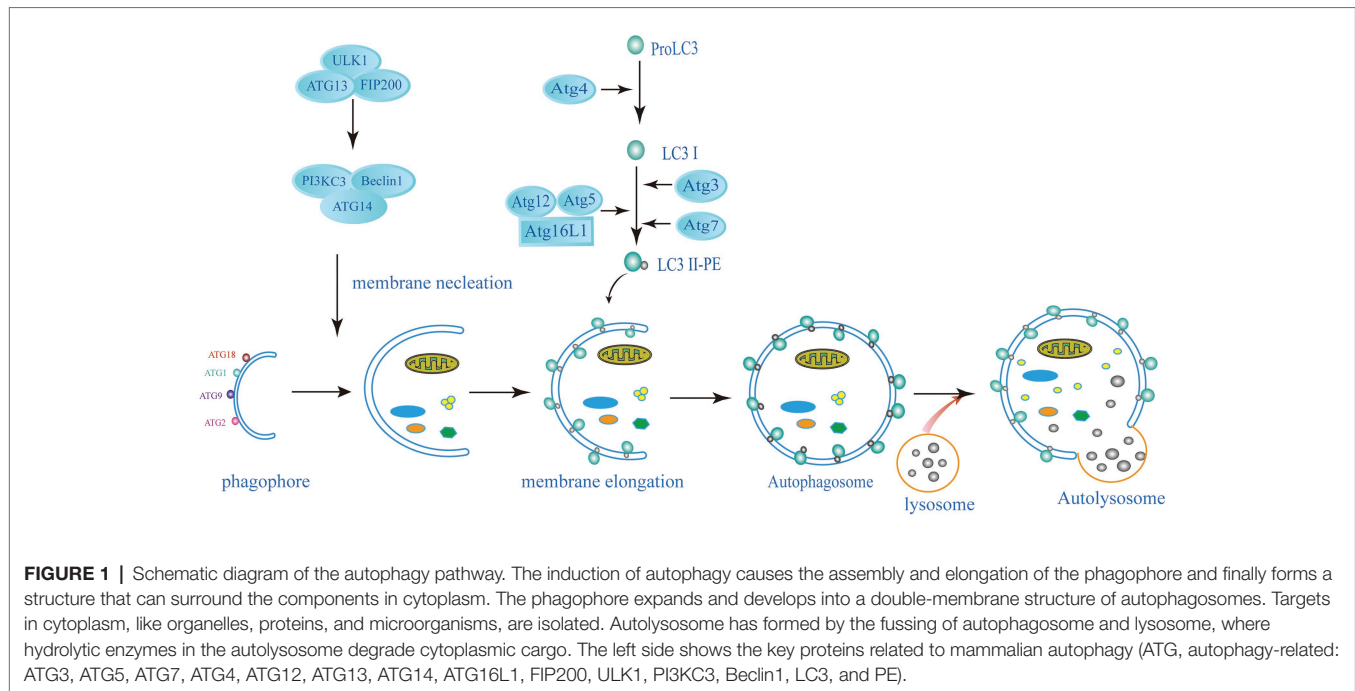 ProLC3
ULK1
ATG13
FIP200
Atg4
LC3 I
PI3KC3
Beclin1
ATG14
Atg3
Atg12
Atg5
Atg16L1
Atg7
LC3 II-PE
membrane necleation
ATG18
ATG1
ATG9
ATG2
phagophore
membrane elongation
Autophagosome
lysosome
Autolysosome
FIGURE 1 | Schematic diagram of the autophagy pathway. The induction of autophagy causes the assembly and elongation of the phagophore and finally forms a
structure that can surround the components in cytoplasm. The phagophore expands and develops into a double-membrane structure of autophagosomes. Targets
in cytoplasm, like organelles, proteins, and microorganisms, are isolated. Autolysosome has formed by the fussing of autophagosome and lysosome, where
hydrolytic enzymes in the autolysosome degrade cytoplasmic cargo. The left side shows the key proteins related to mammalian autophagy (ATG, autophagy-related:
ATG3, ATG5, ATG7, ATG4, ATG12, ATG13, ATG14, ATG16L1, FIP200, ULK1, PI3KC3, Beclin1, LC3, and PE).